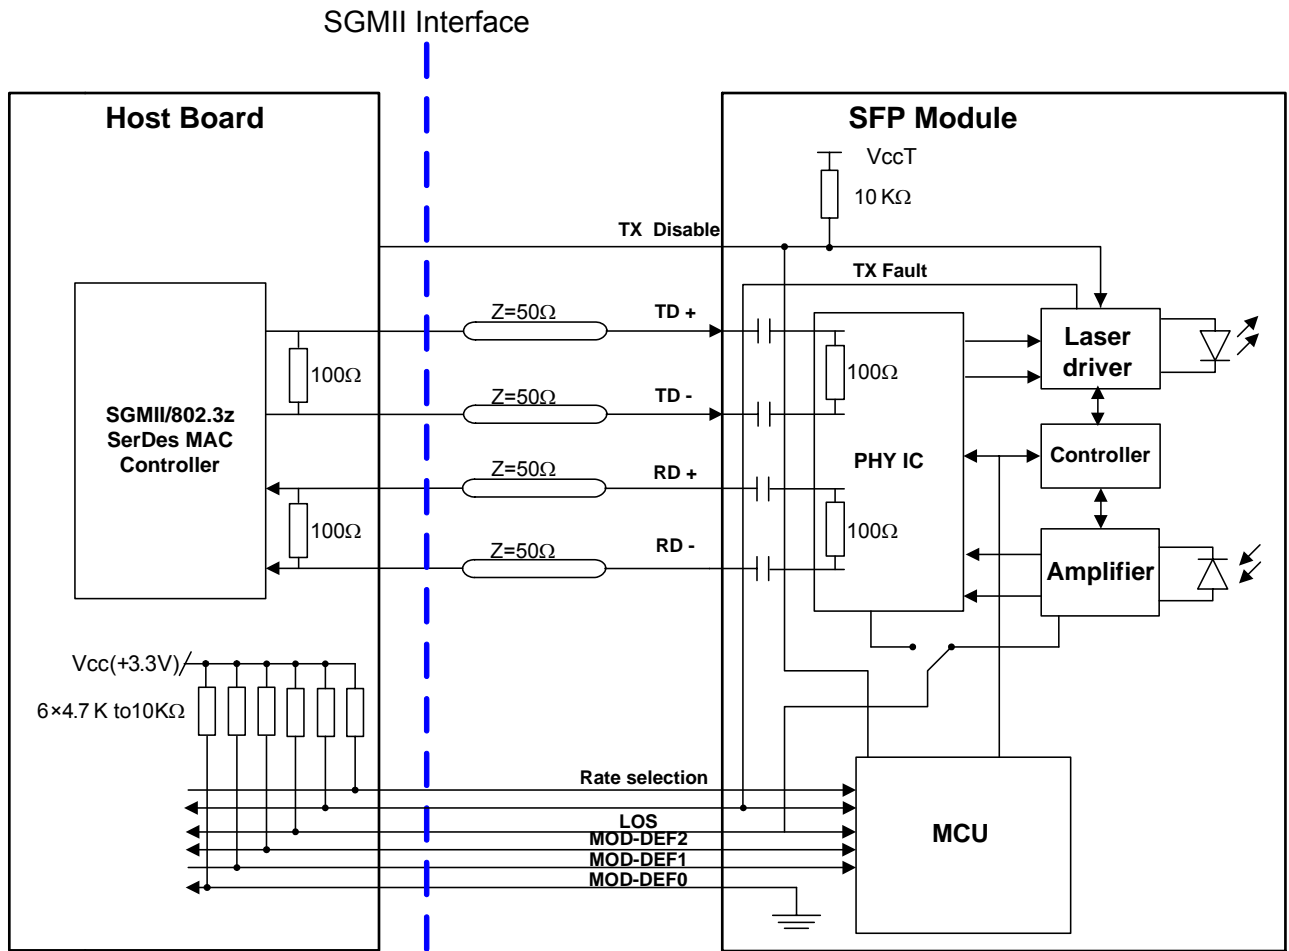 SGMII Interface
Host Board
SFP Module
VccT
10 KΩ
TX Disable
TX Fault
Z=50Ω
TD +
100Ω
Z=50Ω
TD -
100Ω
Laser
driver
SGMII/802.3z
SerDes MAC
Controller
Z=50Ω
RD +
PHY IC
Controller
100Ω
Z=50Ω
RD -
100Ω
Amplifier
Vcc(+3.3V)
6×4.7 K to10KΩ
Rate selection
LOS
MOD-DEF2
MOD-DEF1
MOD-DEF0
MCU